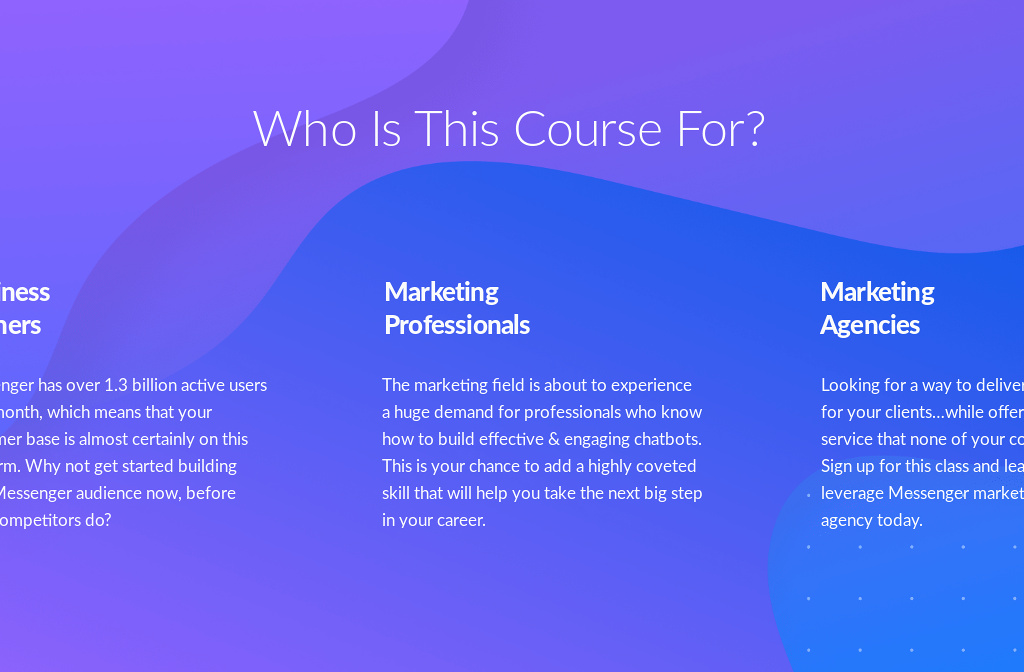 Who Is This Course For?
iness
ners
enger has over 1.3 billion active users
month, which means that your
mer base is almost certainly on this
rm. Why not get started building
Messenger audience now, before
ompetitors do?
Marketing
Professionals
The marketing field is about to experience
a huge demand for professionals who know
how to build effective & engaging chatbots.
This is your chance to add a highly coveted
skill that will help you take the next big step
in your career.
Marketing
Agencies
Looking for a way to deliver
for your clients…while offer
service that none of your co
Sign up for this class and lea
leverage Messenger market
agency today.